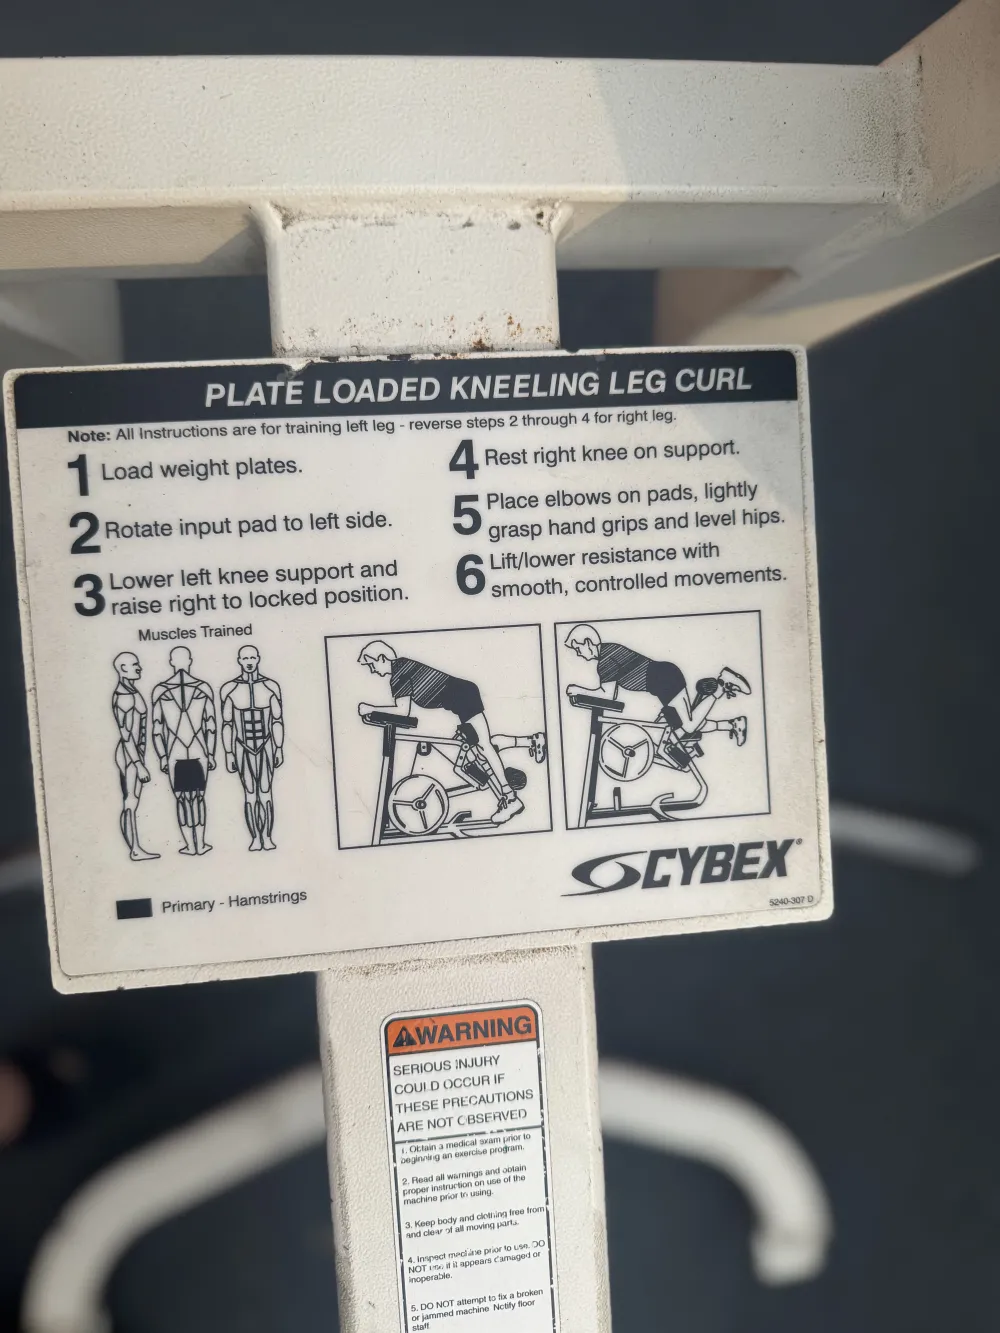 PLATE LOADED KNEELING LEG CURL
Note: All Instructions are for training left leg - reverse steps 2 through 4 for right leg.
1 Load weight plates.
2 Rotate input pad to left side.
3 Lower left knee support and
raise right to locked position.
4 Rest right knee on support.
5 Place elbows on pads, lightly
grasp hand grips and level hips.
6 Lift/lower resistance with
smooth, controlled movements.
Muscles Trained
Primary - Hamstrings
CYBEX®
5240-307 D
WARNING
SERIOUS INJURY
COULD OCCUR IF
THESE PRECAUTIONS
ARE NOT OBSERVED
1. Obtain a medical exam prior to
beginning an exercise program.
2. Read all warnings and obtain
proper instruction on use of the
machine prior to using.
3. Keep body and clothing free from
and clear of all moving parts.
4. Inspect machine prior to use. DO
NOT use if it appears damaged or
inoperable.
5. DO NOT attempt to fix a broken
or jammed machine. Notify floor
staff.